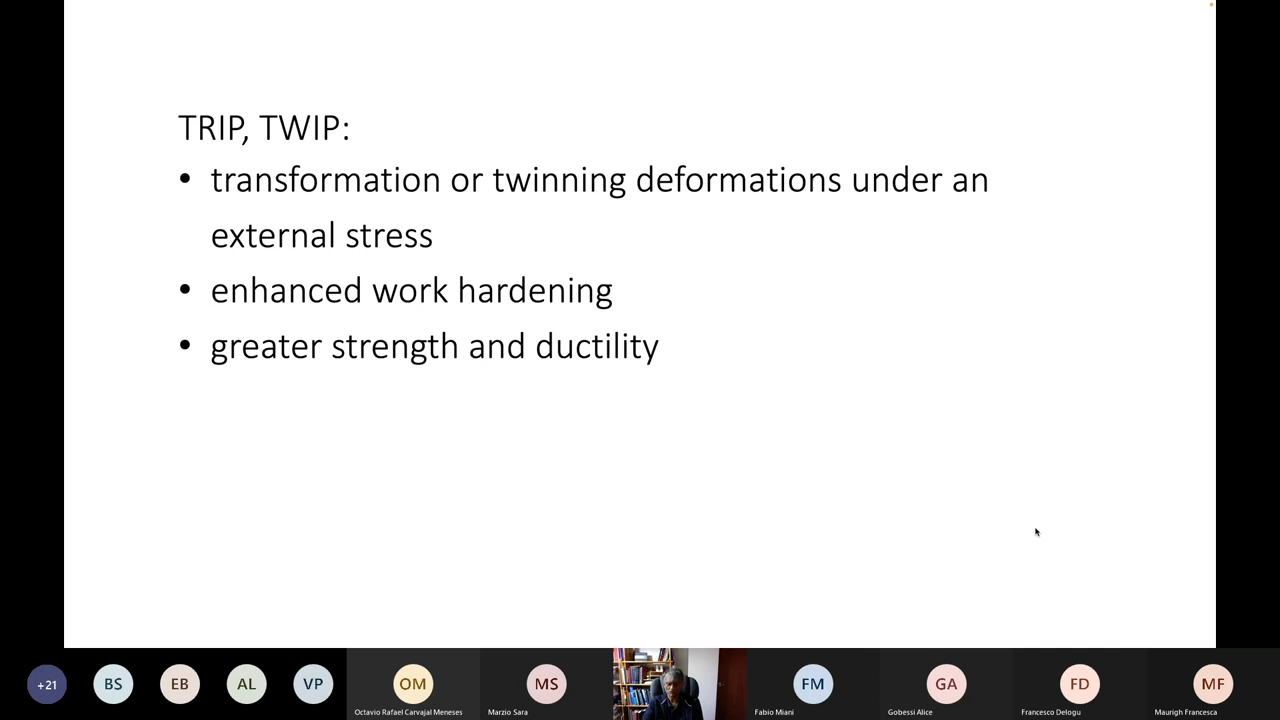 TRIP, TWIP:
• transformation or twinning deformations under an
external stress
• enhanced work hardening
• greater strength and ductility
+21
BS
EB
AL
VP
OM
MS
FM
GA
FD
MF
Octavio Rafael Carvajal Meneses
Marzio Sara
Fabio Miani
Gobessi Alice
Francesco Delogu
Maurigh Francesca